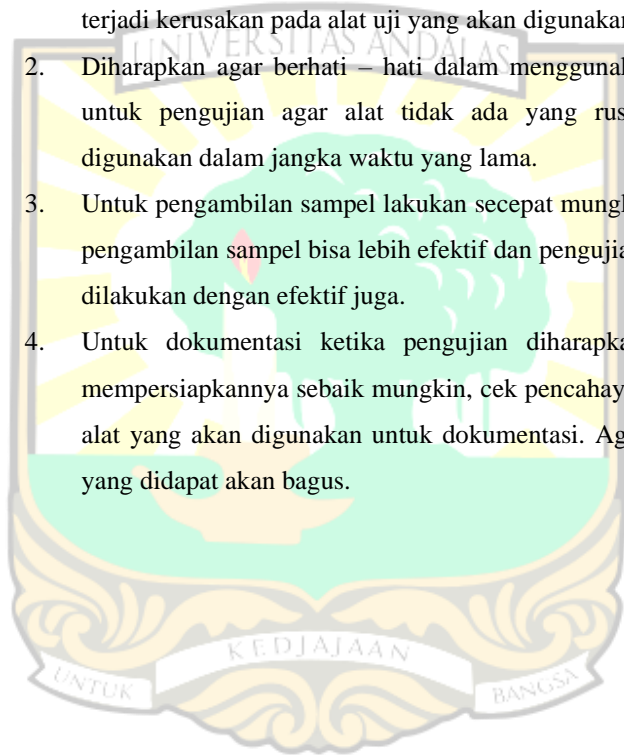 terjadi kerusakan pada alat uji yang akan digunakan
UNIVERSITAS ANDALAS
2. Diharapkan agar berhati – hati dalam menggunak
untuk pengujian agar alat tidak ada yang rus
digunakan dalam jangka waktu yang lama.
3. Untuk pengambilan sampel lakukan secepat mungk
pengambilan sampel bisa lebih efektif dan pengujia
dilakukan dengan efektif juga.
4. Untuk dokumentasi ketika pengujian diharapka
mempersiapkannya sebaik mungkin, cek pencahay
alat yang akan digunakan untuk dokumentasi. Ag
yang didapat akan bagus.
KEDJAJAAN
UNTUK BANGSA